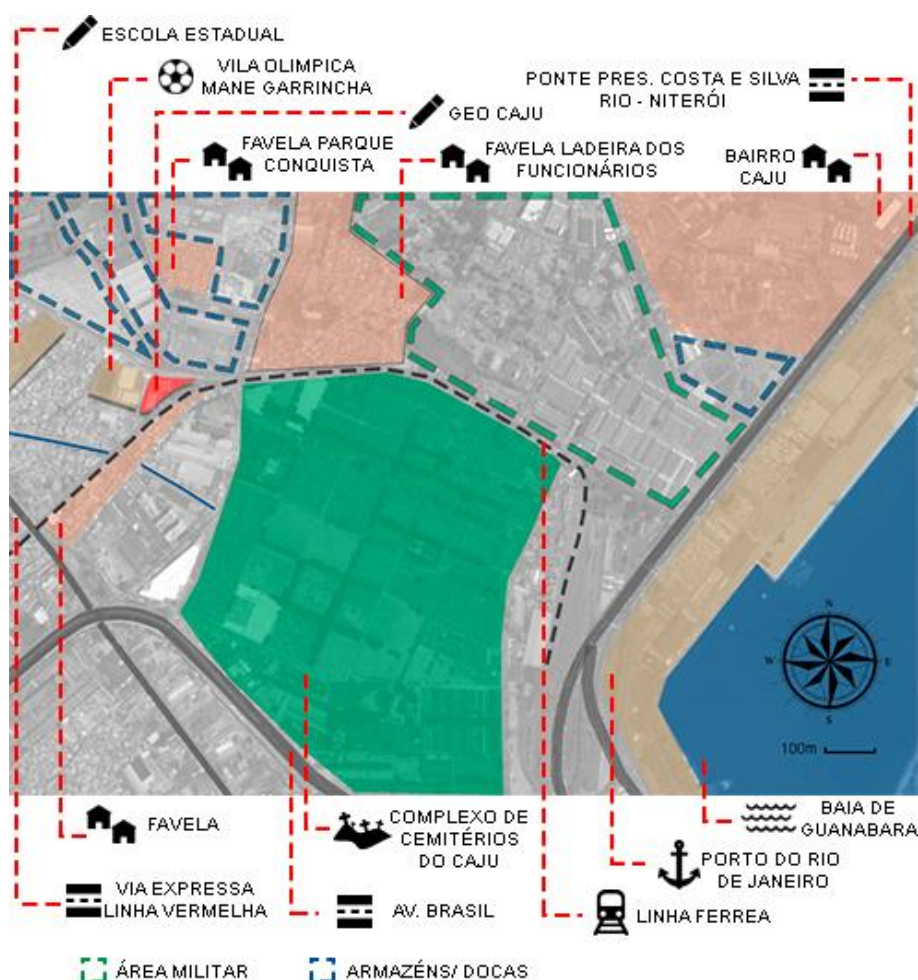 ESCOLA ESTADUAL
VILA OLIMPICA
MANE GARRINCHA
PONTE PRES. COSTA E SILVA
RIO - NITERÓI
GEO CAJU
FAVELA PARQUE
CONQUISTA
FAVELA LADEIRA DOS
FUNCIONÁRIOS
BAIRRO
CAJU
N
W
E
S
100m
FAVELA
COMPLEXO DE
CEMITÉRIOS
DO CAJU
BAIA DE
GUANABARA
PORTO DO RIO
DE JANEIRO
VIA EXPRESSA
LINHA VERMELHA
AV. BRASIL
LINHA FERREA
ÁREA MILITAR
ARMAZÉNS/ DOCAS